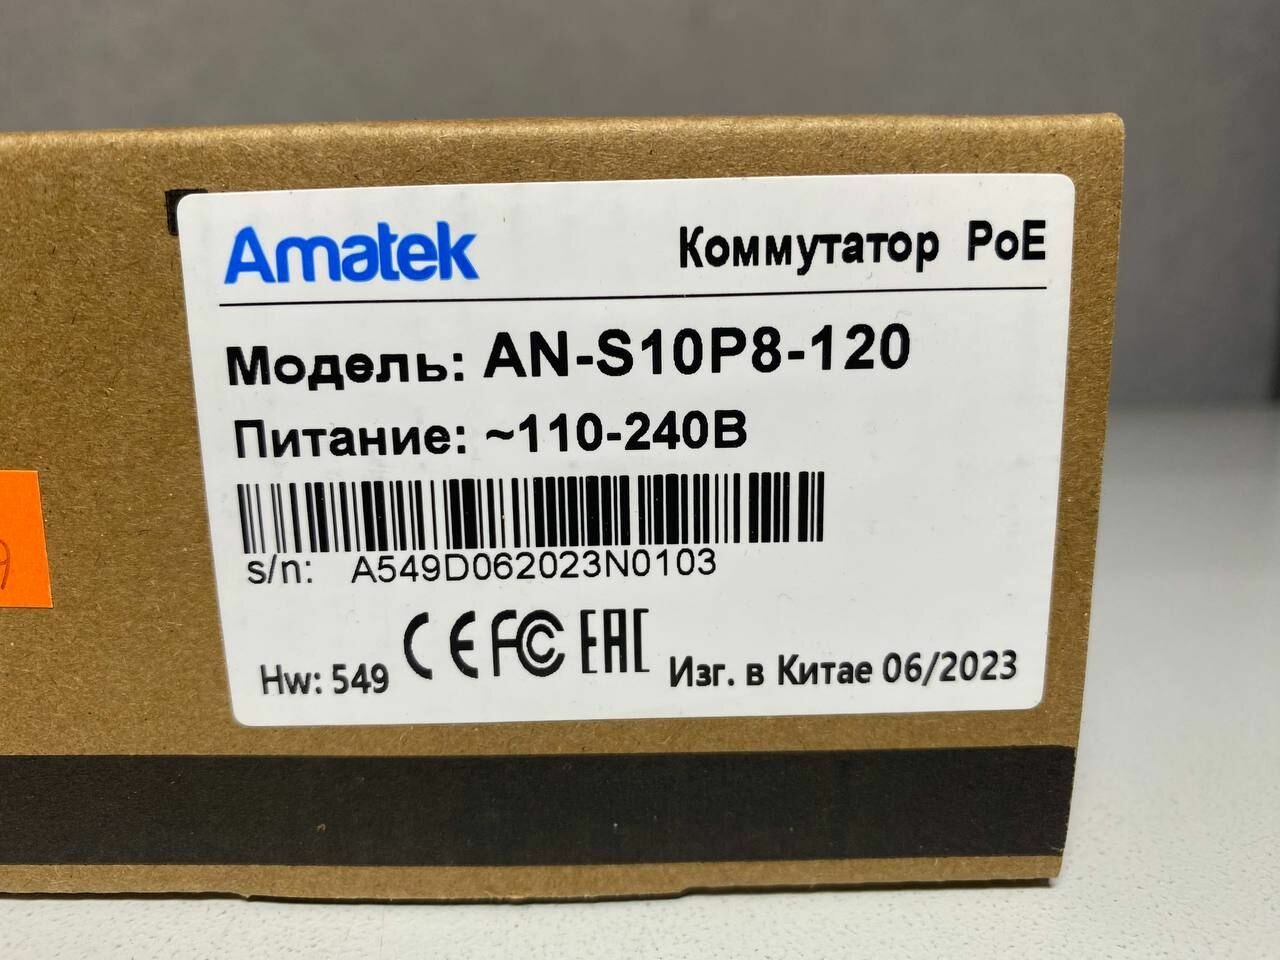 Amatek
Коммутатор PoE
Модель: AN-S10P8-120
Питание: ~110-240В
s/n: A549D062023N0103
Hw: 549
CE FC EAC
Изг. в Китае 06/2023
9